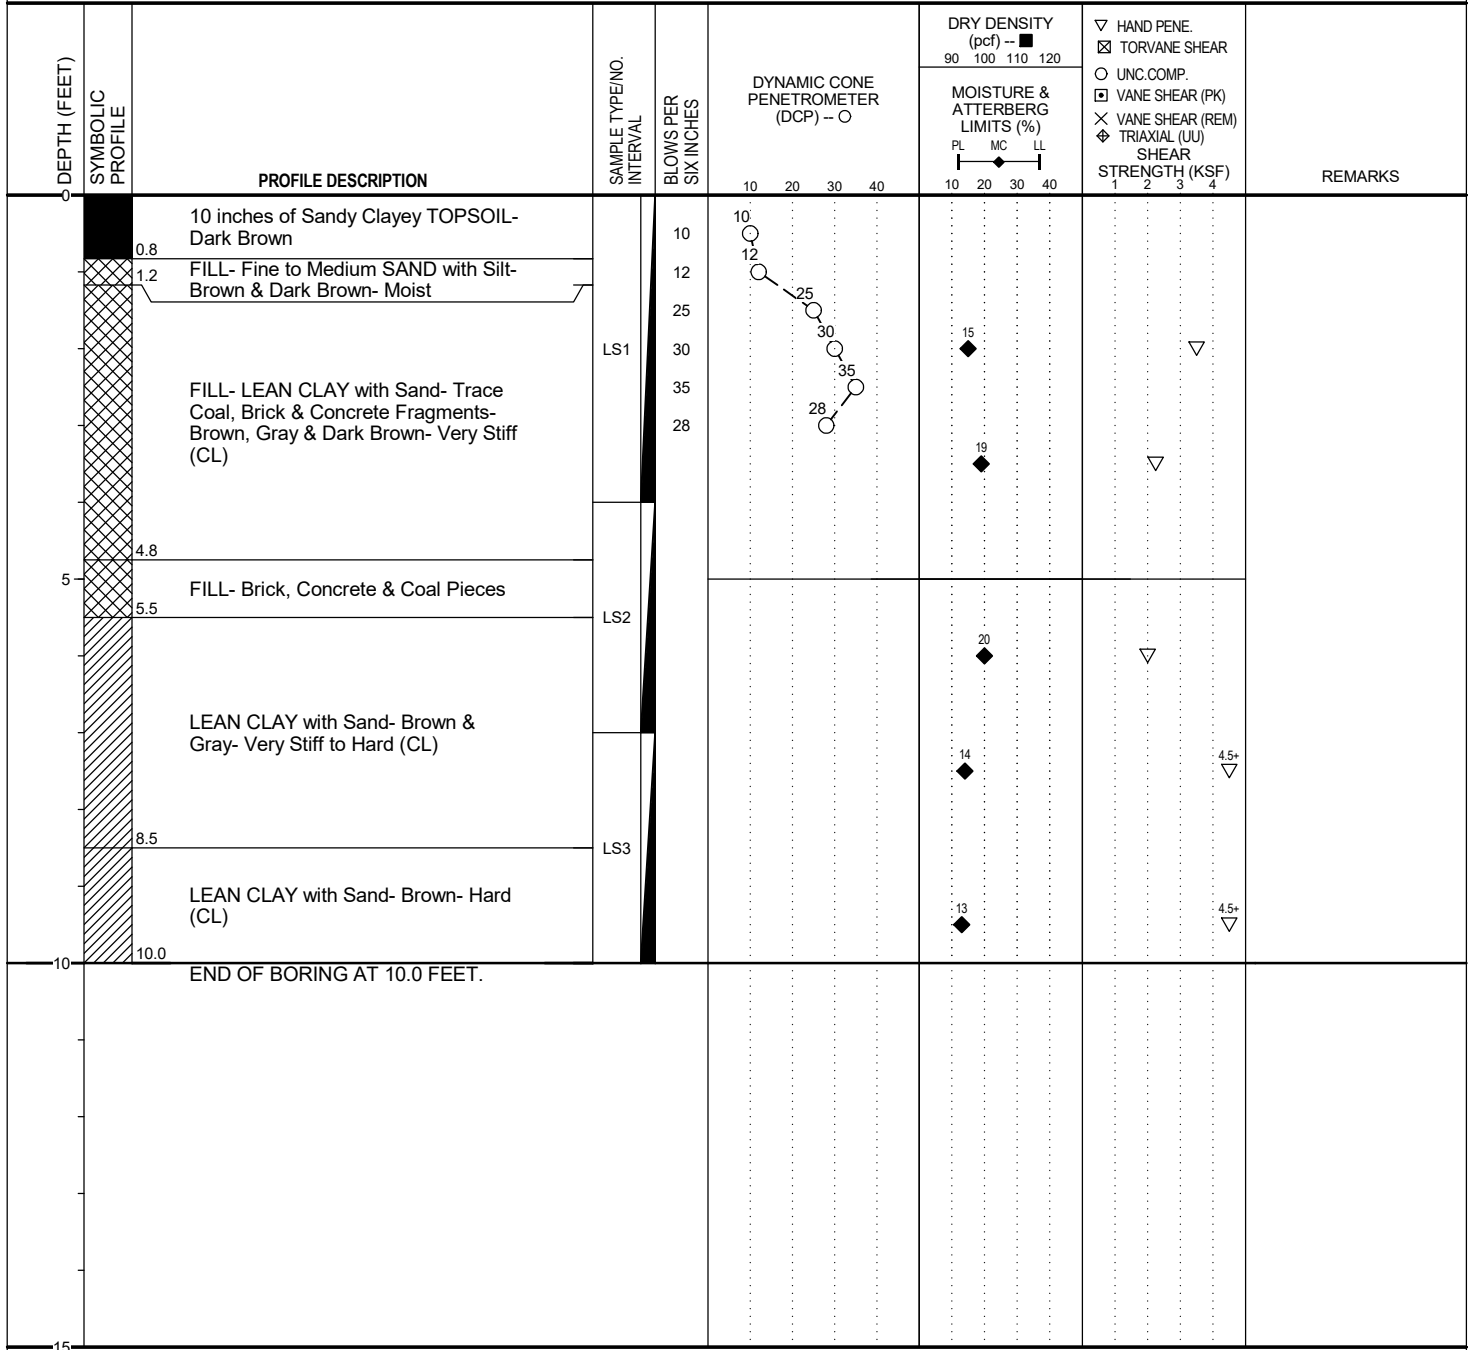 DEPTH (FEET)
SYMBOLIC
PROFILE
PROFILE DESCRIPTION
SAMPLE TYPE/NO.
INTERVAL
BLOWS PER
SIX INCHES
DYNAMIC CONE
PENETROMETER
(DCP) -- O
10 20 30 40
DRY DENSITY
(pcf) -- ■
90 100 110 120
MOISTURE &
ATTERBERG
LIMITS (%)
PL MC LL
10 20 30 40
▽ HAND PENE.
⊠ TORVANE SHEAR
○ UNC.COMP.
⊡ VANE SHEAR (PK)
✕ VANE SHEAR (REM)
TRIAXIAL (UU)
SHEAR
STRENGTH (KSF)
1 2 3 4
REMARKS
0
10 inches of Sandy Clayey TOPSOIL-
Dark Brown
0.8
FILL- Fine to Medium SAND with Silt-
Brown & Dark Brown- Moist
1.2
FILL- LEAN CLAY with Sand- Trace
Coal, Brick & Concrete Fragments-
Brown, Gray & Dark Brown- Very Stiff
(CL)
4.8
5
FILL- Brick, Concrete & Coal Pieces
5.5
LEAN CLAY with Sand- Brown &
Gray- Very Stiff to Hard (CL)
8.5
LEAN CLAY with Sand- Brown- Hard
(CL)
10.0
10
END OF BORING AT 10.0 FEET.
15
LS1
LS2
LS3
10
12
25
30
35
28
10
12
25
30
35
28
15
19
20
14
13
4.5+
4.5+